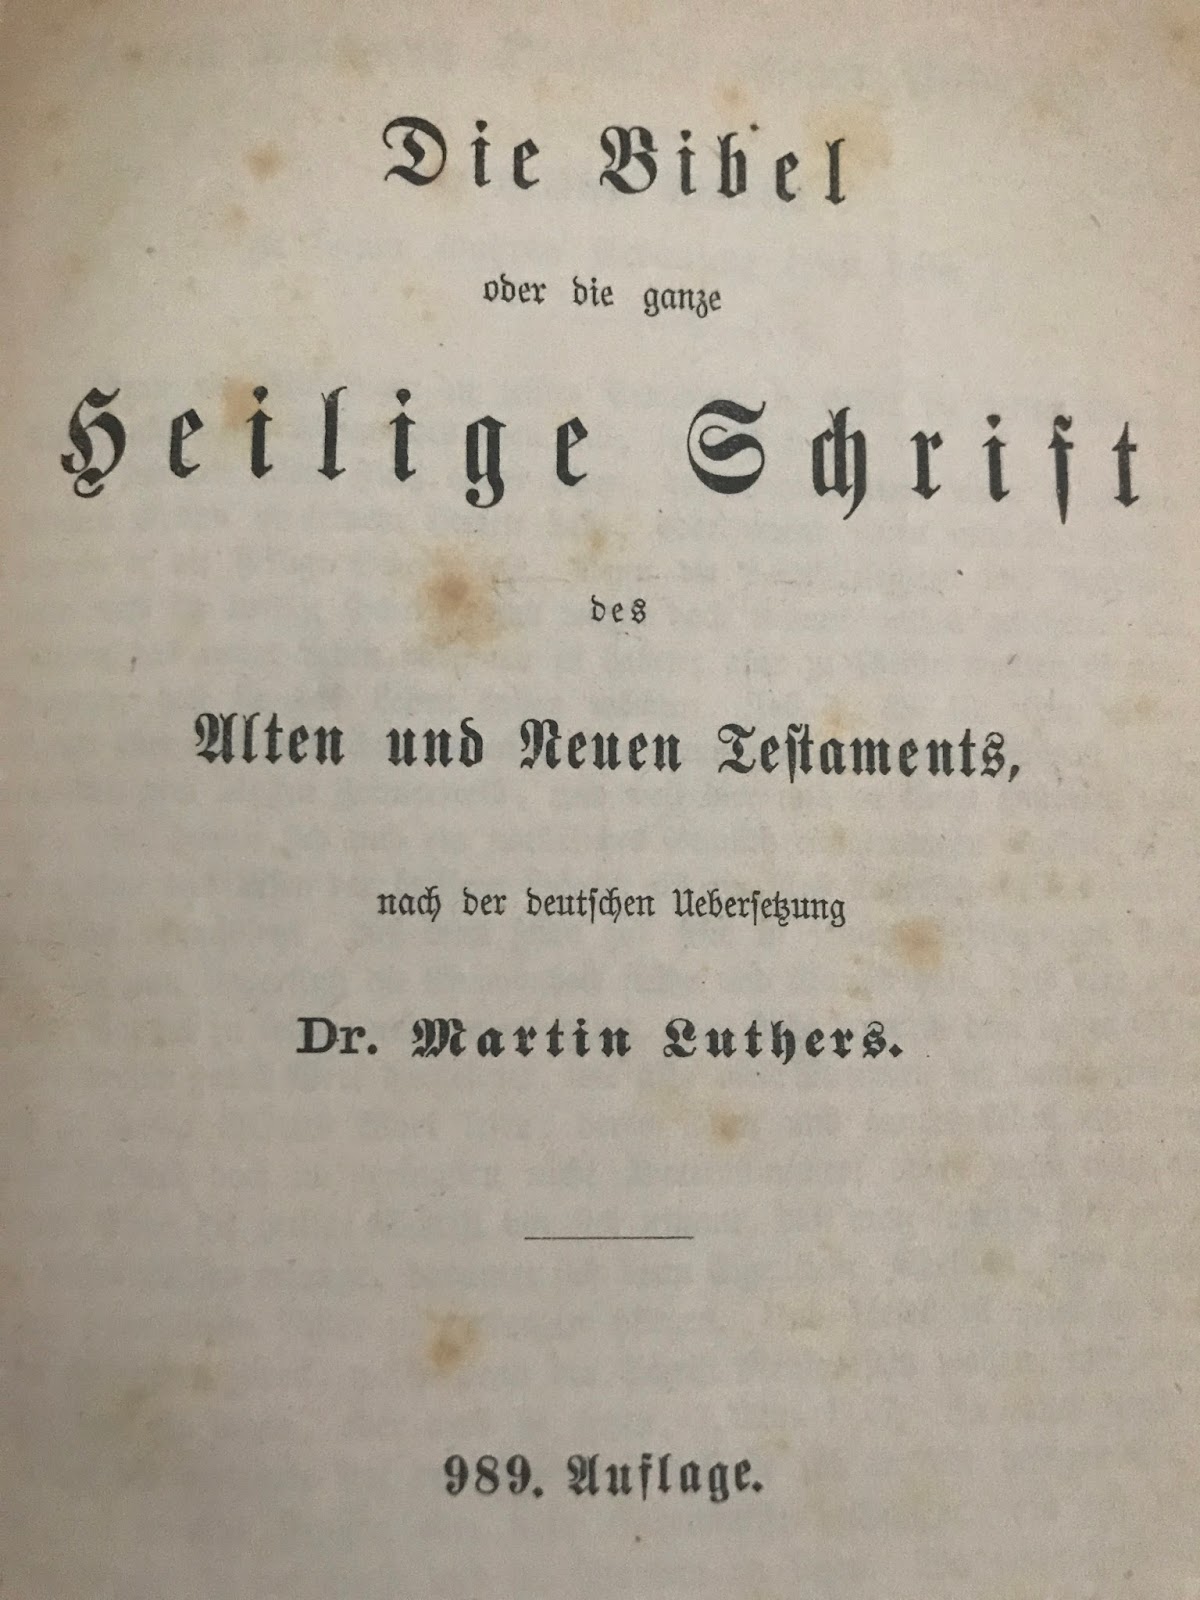 Die Bibel
oder die ganze
Heilige Schrift
des
Alten und Neuen Teſtaments,
nach der deutſchen Ueberſetzung
Dr. Martin Luthers.
989. Auflage.